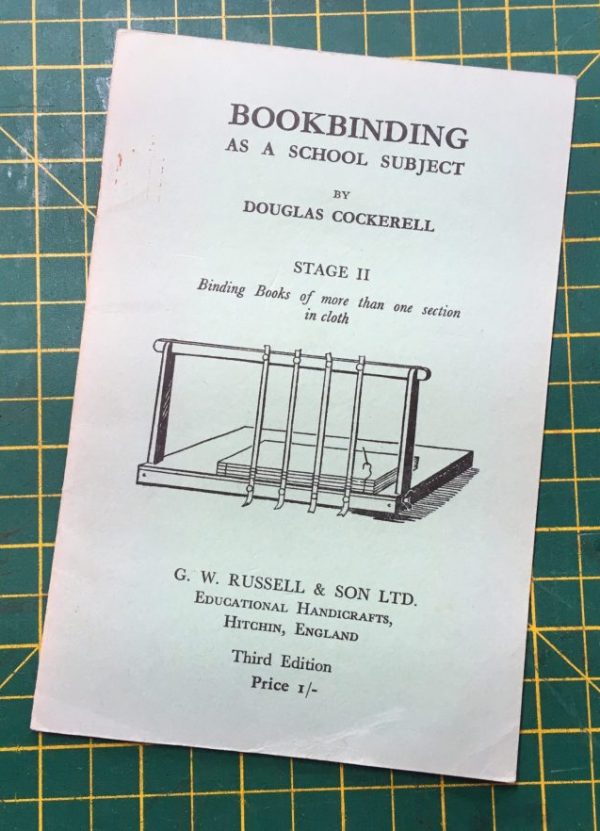 BOOKBINDING
AS A SCHOOL SUBJECT
BY
DOUGLAS COCKERELL
STAGE II
Binding Books of more than one section
in cloth
G. W. RUSSELL & SON LTD.
EDUCATIONAL HANDICRAFTS,
HITCHIN, ENGLAND
Third Edition
Price 1/-